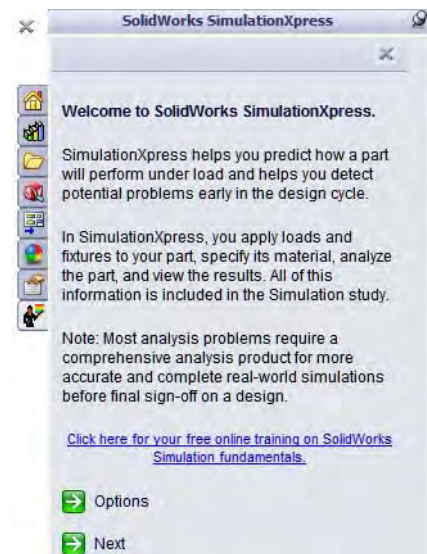 SolidWorks SimulationXpress
Welcome to SolidWorks SimulationXpress.
SimulationXpress helps you predict how a part
will perform under load and helps you detect
potential problems early in the design cycle.
In SimulationXpress, you apply loads and
fixtures to your part, specify its material, analyze
the part, and view the results. All of this
information is included in the Simulation study.
Note: Most analysis problems require a
comprehensive analysis product for more
accurate and complete real-world simulations
before final sign-off on a design.
Click here for your free online training on SolidWorks
Simulation fundamentals.
Options
Next